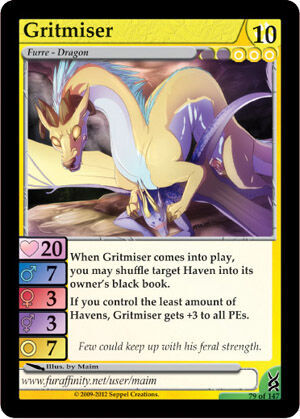 Gritmiser 10
Furre - Dragon
20
7
3
3
7
When Gritmiser comes into play,
you may shuffle target Haven into its
owner's black book.
If you control the least amount of
Havens, Gritmiser gets +3 to all PEs.
Few could keep up with his feral strength.
Illus. by Maim
www.furaffinity.net/user/maim
79 of 147
© 2009-2012 Seppel Creations.